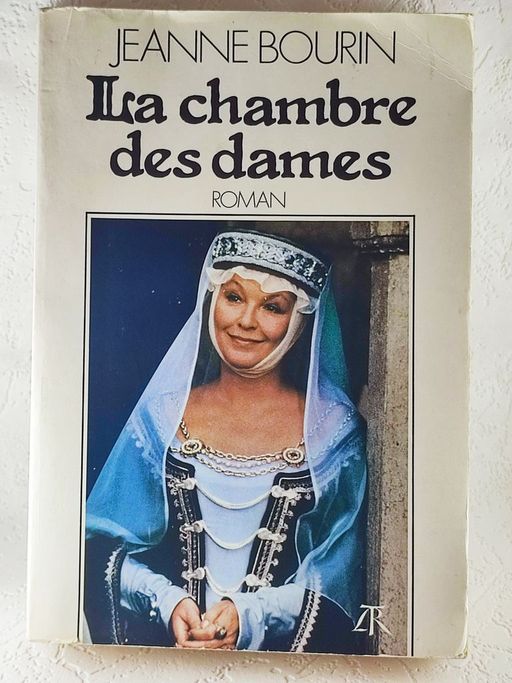 JEANNE BOURIN
La chambre
des dames
ROMAN